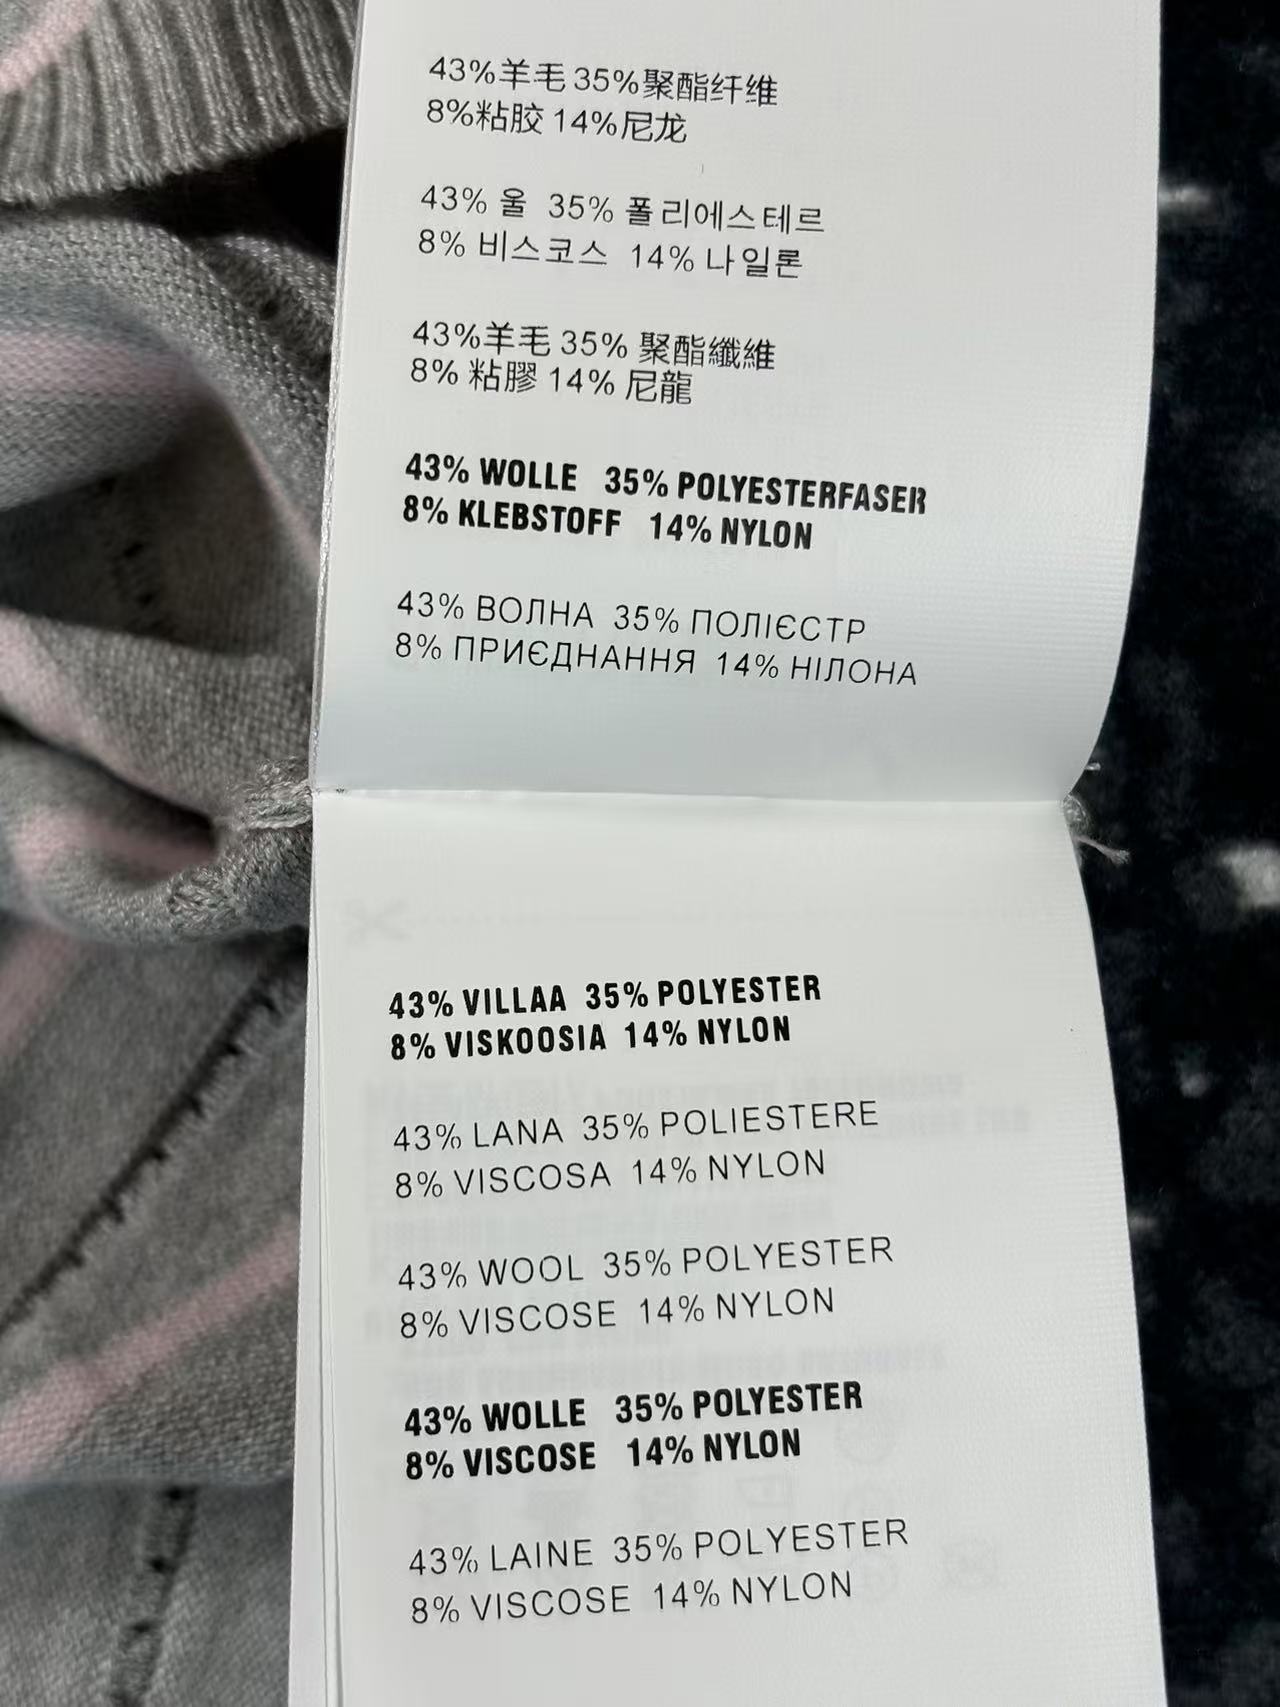 43%羊毛 35%聚酯纤维
8%粘胶 14%尼龙
43% 울 35% 폴리에스테르
8% 비스코스 14% 나일론
43%羊毛 35% 聚酯纖維
8% 粘膠 14% 尼龍
43% WOLLE 35% POLYESTERFASER
8% KLEBSTOFF 14% NYLON
43% ВОЛНА 35% ПОЛІЄСТР
8% ПРИЄДНАННЯ 14% НІЛОНА
43% VILLAA 35% POLYESTER
8% VISKOOSIA 14% NYLON
43% LANA 35% POLIESTERE
8% VISCOSA 14% NYLON
43% WOOL 35% POLYESTER
8% VISCOSE 14% NYLON
43% WOLLE 35% POLYESTER
8% VISCOSE 14% NYLON
43% LAINE 35% POLYESTER
8% VISCOSE 14% NYLON